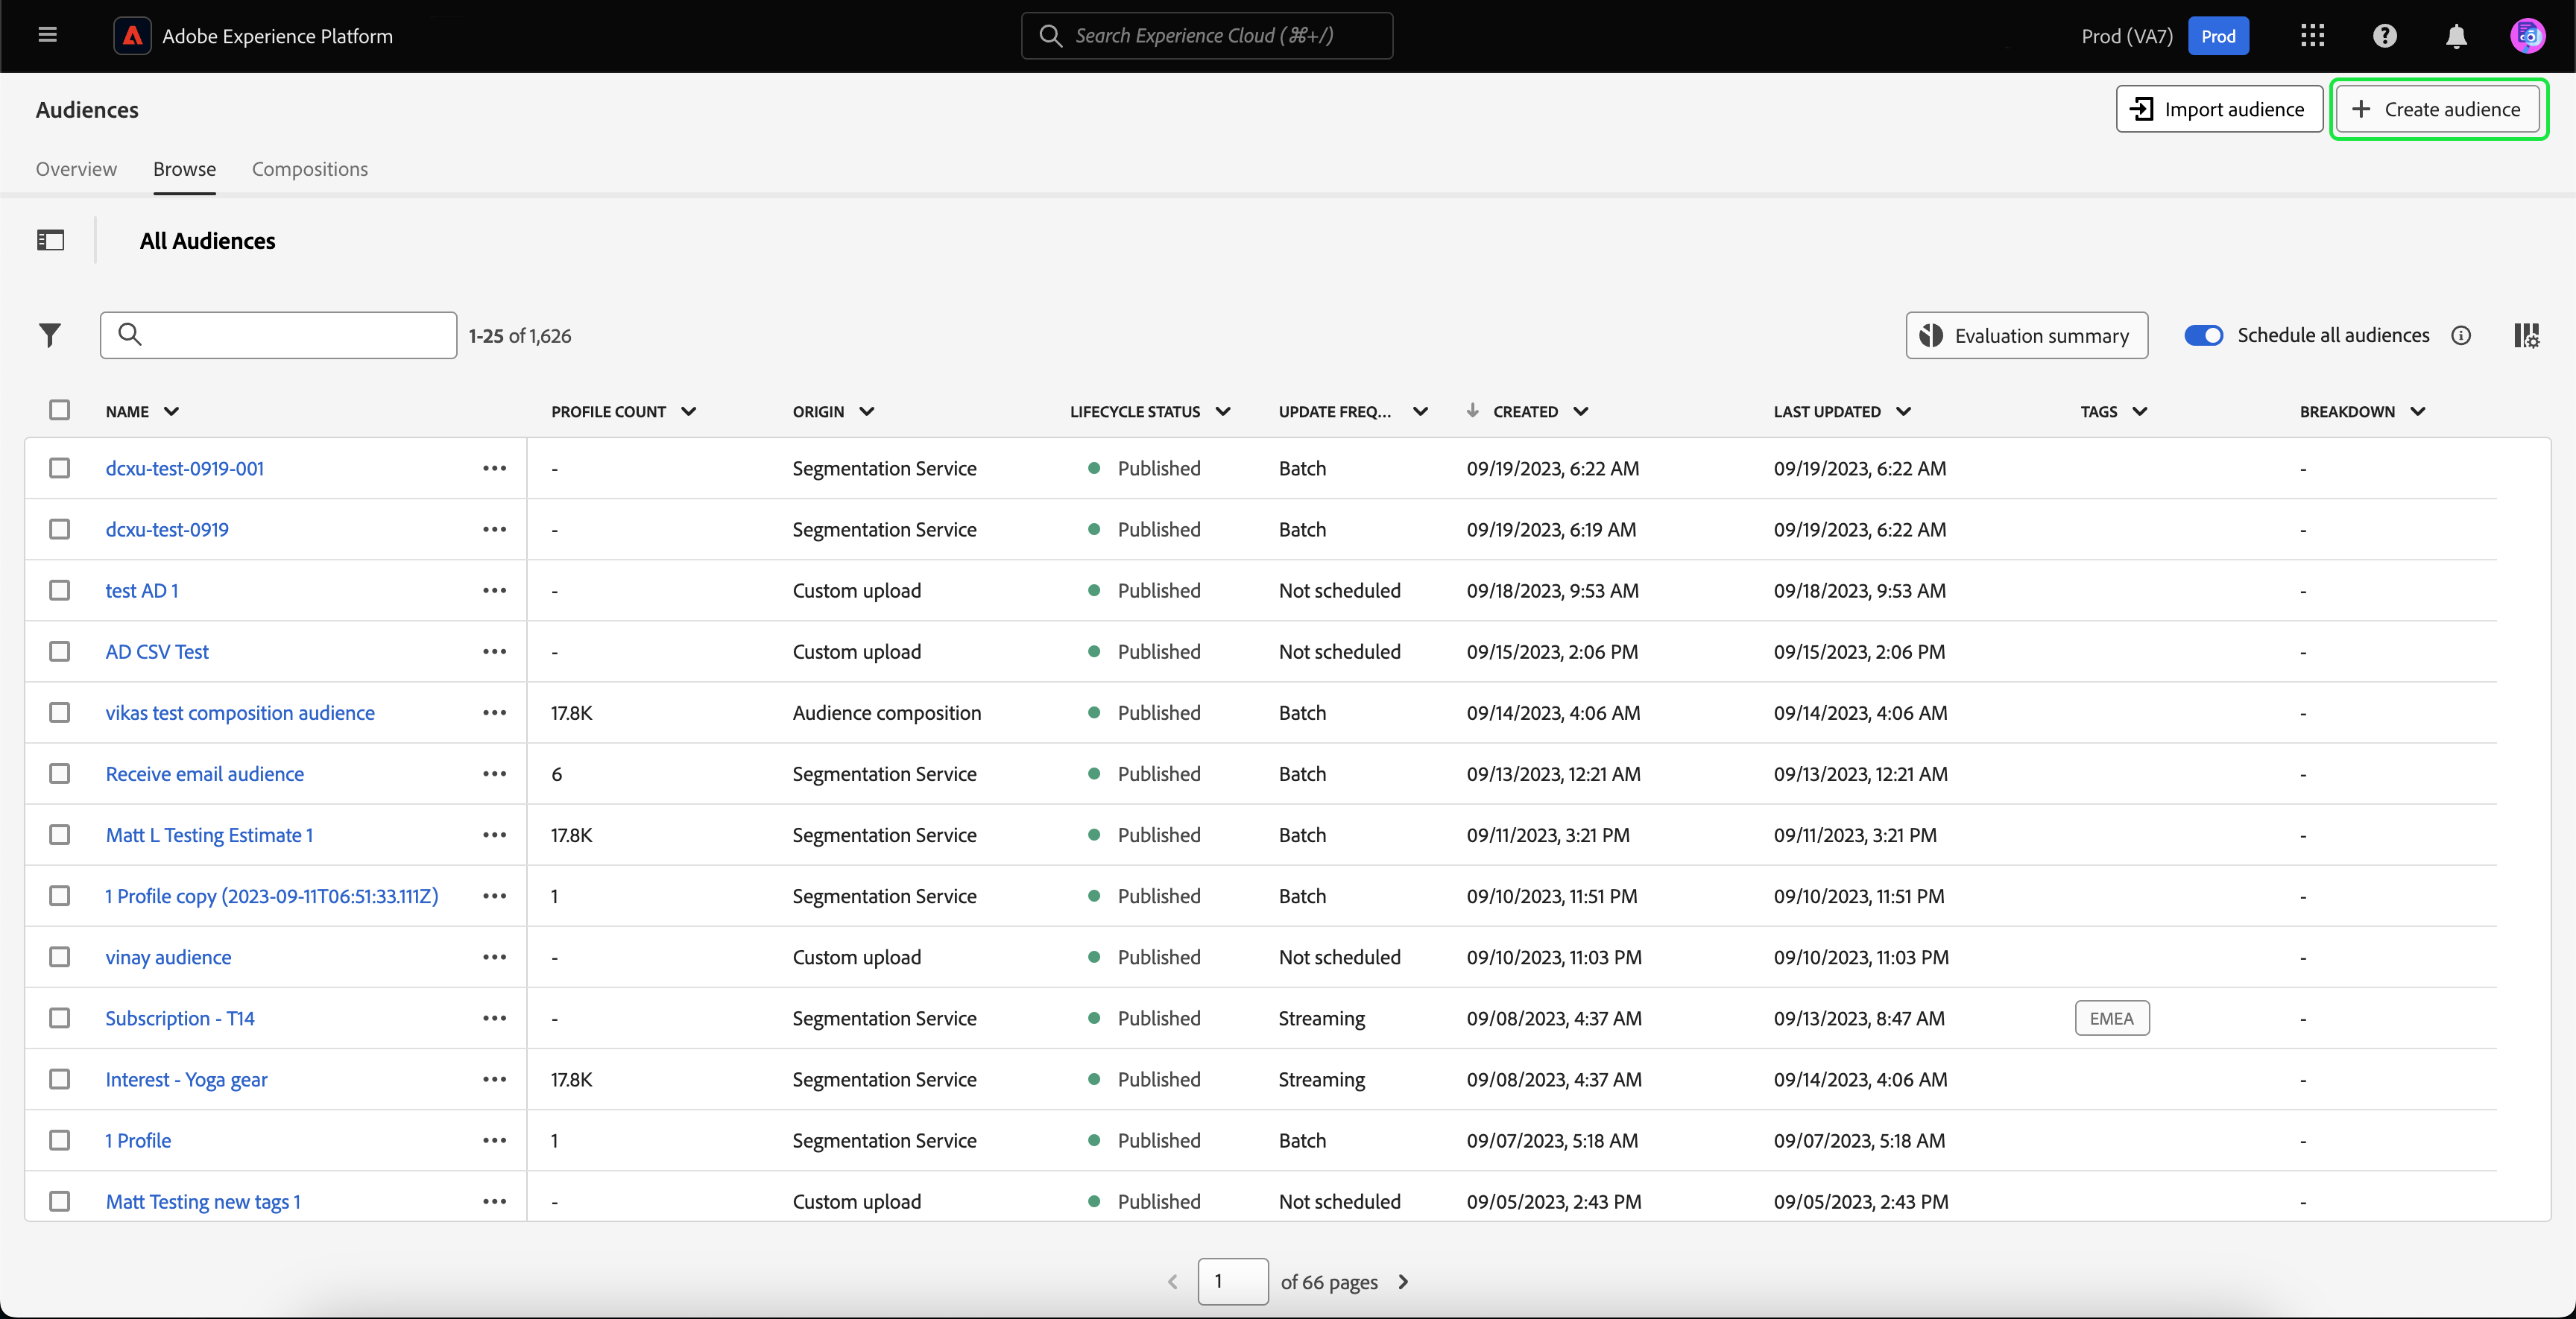 Adobe Experience Platform
Search Experience Cloud (⌘+/)
Prod (VA7) Prod
Audiences
Import audience
Create audience
Overview Browse Compositions
All Audiences
1-25 of 1,626
Evaluation summary
Schedule all audiences
NAME PROFILE COUNT ORIGIN LIFECYCLE STATUS UPDATE FREQ... CREATED LAST UPDATED TAGS BREAKDOWN
dcxu-test-0919-001 ••• - Segmentation Service Published Batch 09/19/2023, 6:22 AM 09/19/2023, 6:22 AM -
dcxu-test-0919 ••• - Segmentation Service Published Batch 09/19/2023, 6:19 AM 09/19/2023, 6:22 AM -
test AD 1 ••• - Custom upload Published Not scheduled 09/18/2023, 9:53 AM 09/18/2023, 9:53 AM -
AD CSV Test ••• - Custom upload Published Not scheduled 09/15/2023, 2:06 PM 09/15/2023, 2:06 PM -
vikas test composition audience ••• 17.8K Audience composition Published Batch 09/14/2023, 4:06 AM 09/14/2023, 4:06 AM -
Receive email audience ••• 6 Segmentation Service Published Batch 09/13/2023, 12:21 AM 09/13/2023, 12:21 AM -
Matt L Testing Estimate 1 ••• 17.8K Segmentation Service Published Batch 09/11/2023, 3:21 PM 09/11/2023, 3:21 PM -
1 Profile copy (2023-09-11T06:51:33.111Z) ••• 1 Segmentation Service Published Batch 09/10/2023, 11:51 PM 09/10/2023, 11:51 PM -
vinay audience ••• - Custom upload Published Not scheduled 09/10/2023, 11:03 PM 09/10/2023, 11:03 PM -
Subscription - T14 ••• - Segmentation Service Published Streaming 09/08/2023, 4:37 AM 09/13/2023, 8:47 AM EMEA -
Interest - Yoga gear ••• 17.8K Segmentation Service Published Streaming 09/08/2023, 4:37 AM 09/14/2023, 4:06 AM -
1 Profile ••• 1 Segmentation Service Published Batch 09/07/2023, 5:18 AM 09/07/2023, 5:18 AM -
Matt Testing new tags 1 ••• - Custom upload Published Not scheduled 09/05/2023, 2:43 PM 09/05/2023, 2:43 PM -
1 of 66 pages